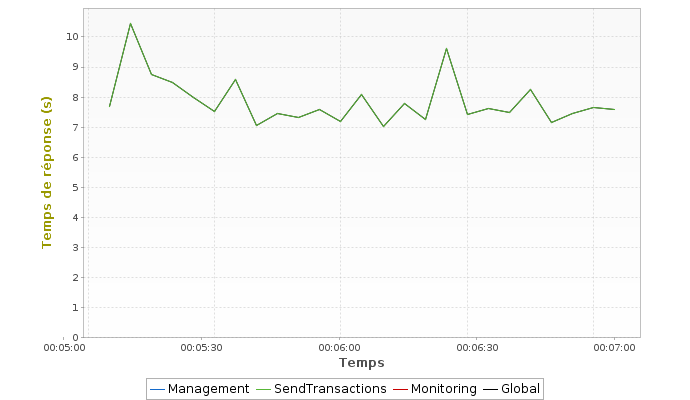 10
9
8
7
6
5
4
3
2
1
0
Temps de réponse (s)
00:05:00 00:05:30 00:06:00 00:06:30 00:07:00
Temps
Management SendTransactions Monitoring Global